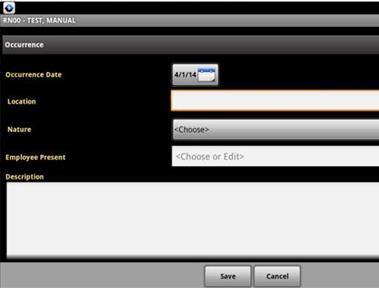 RN00 - TEST, MANUAL
Occurrence
Occurrence Date 4/1/14
Location
Nature <Choose>
Employee Present <Choose or Edit>
Description
Save Cancel